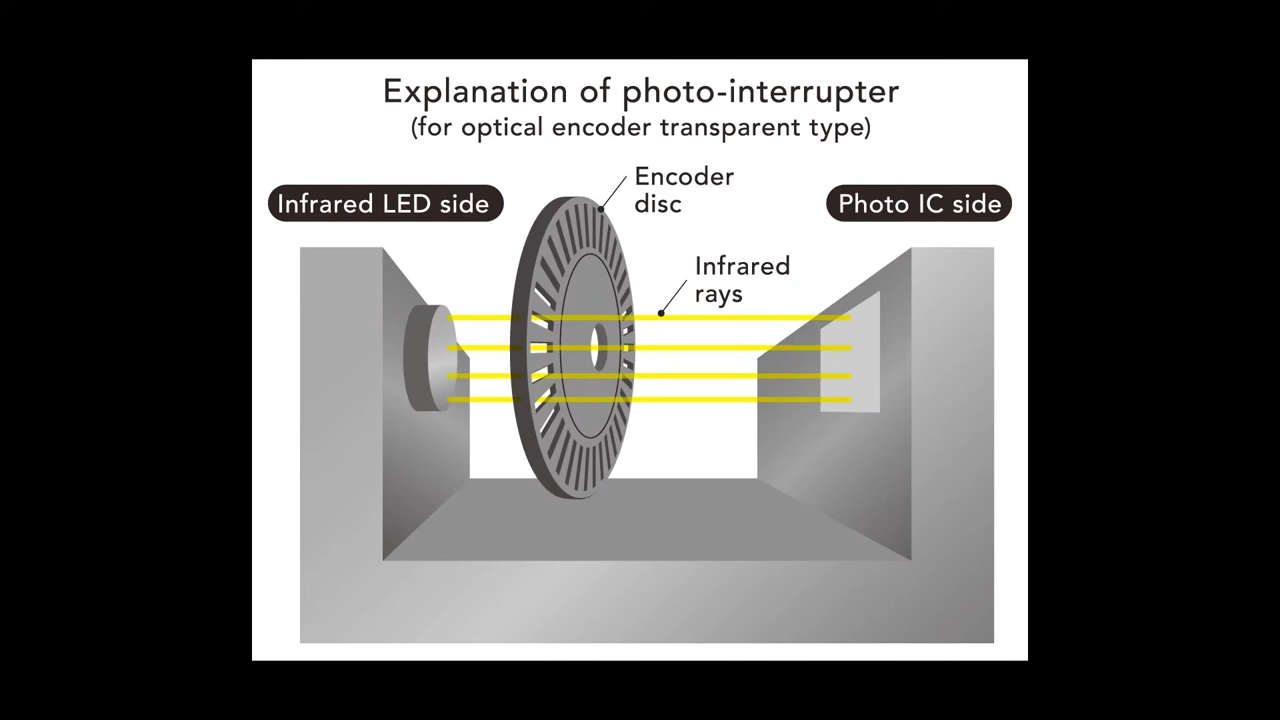 Explanation of photo-interrupter
(for optical encoder transparent type)
Encoder
disc
Infrared LED side
Photo IC side
Infrared
rays